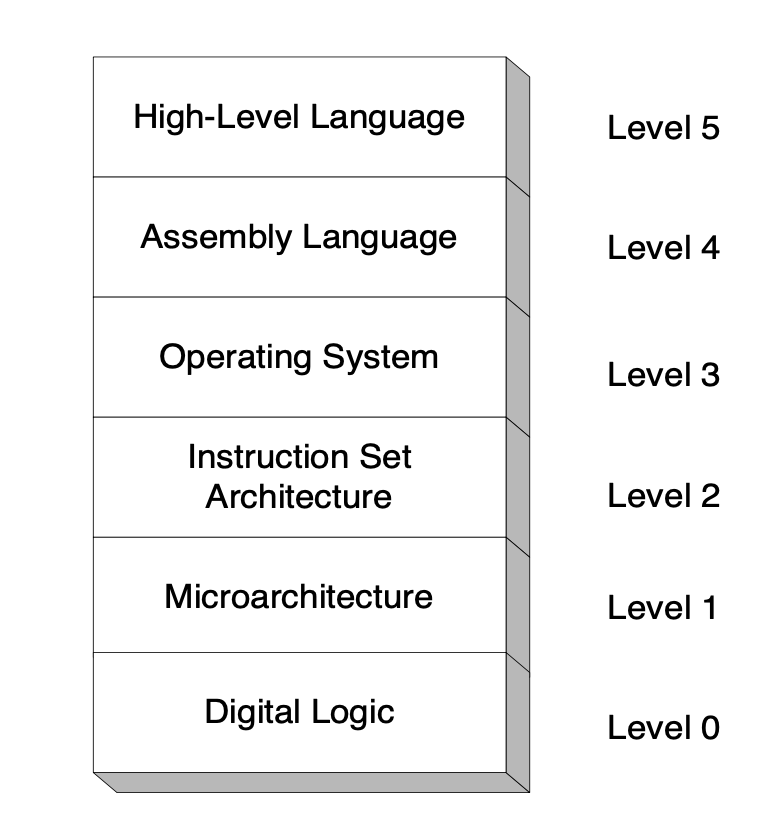 High-Level Language
Level 5
Assembly Language
Level 4
Operating System
Level 3
Instruction Set
Architecture
Level 2
Microarchitecture
Level 1
Digital Logic
Level 0